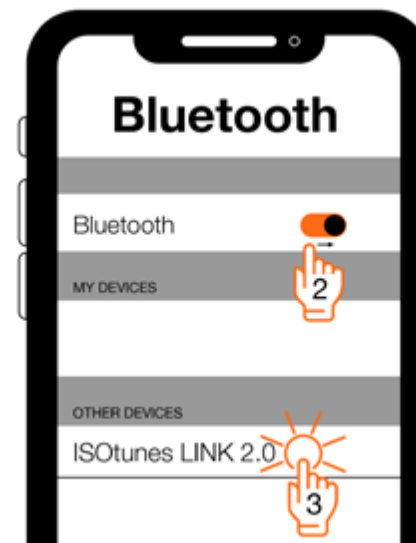 Bluetooth
Bluetooth
2
MY DEVICES
OTHER DEVICES
ISOtunes LINK 2.0
3